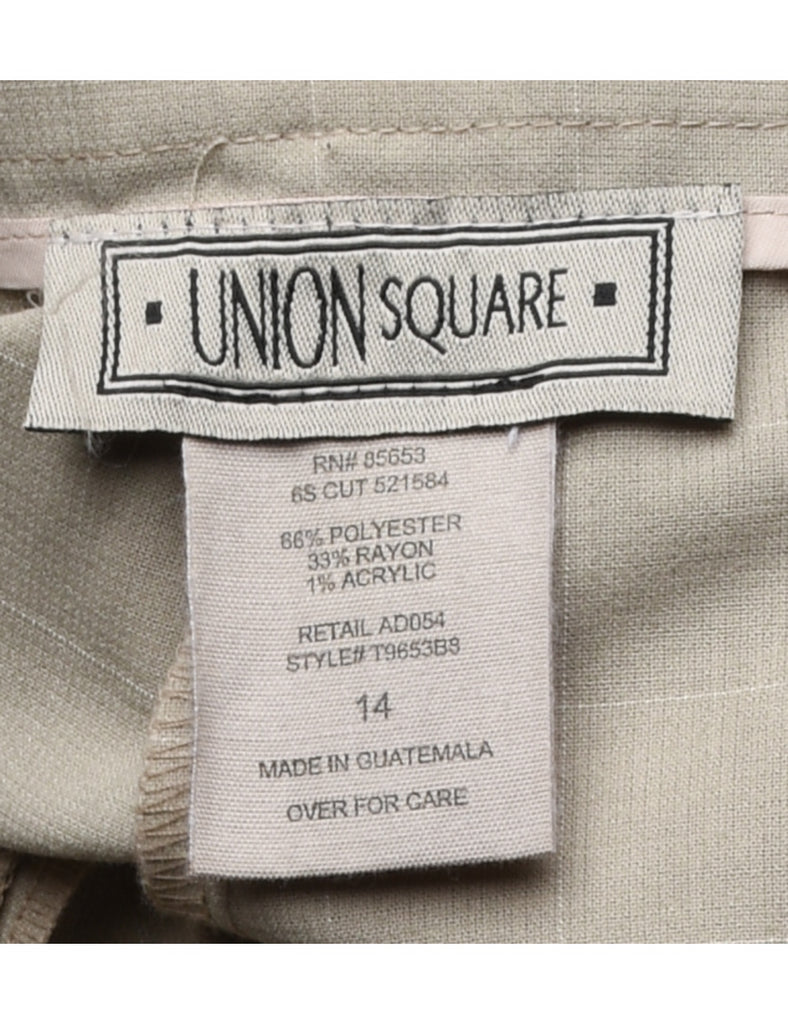 UNION SQUARE
RN# 85653
6S CUT 521584
66% POLYESTER
33% RAYON
1% ACRYLIC
RETAIL AD054
STYLE# T9653B8
14
MADE IN GUATEMALA
OVER FOR CARE